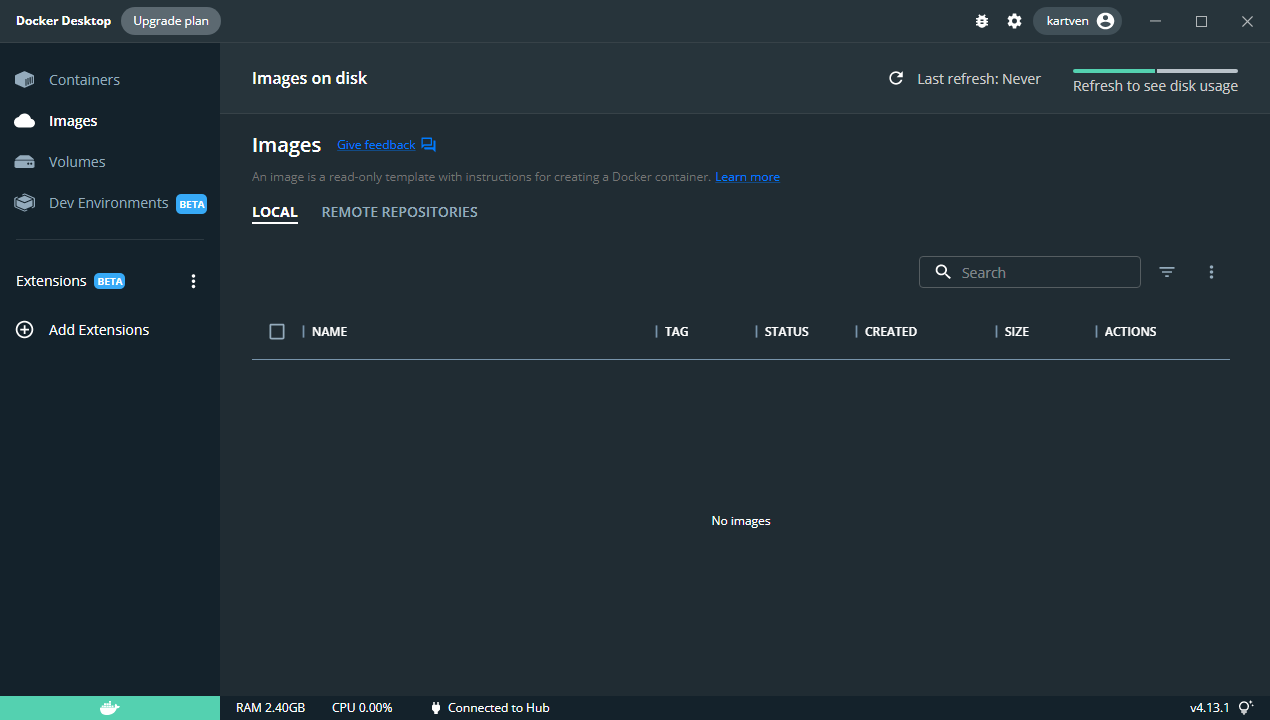 Docker Desktop Upgrade plan kartven
Containers
Images
Volumes
Dev Environments BETA
Extensions BETA
Add Extensions
Images on disk Last refresh: Never Refresh to see disk usage
Images Give feedback
An image is a read-only template with instructions for creating a Docker container. Learn more
LOCAL REMOTE REPOSITORIES
Search
NAME TAG STATUS CREATED SIZE ACTIONS
No images
RAM 2.40GB CPU 0.00% Connected to Hub v4.13.1